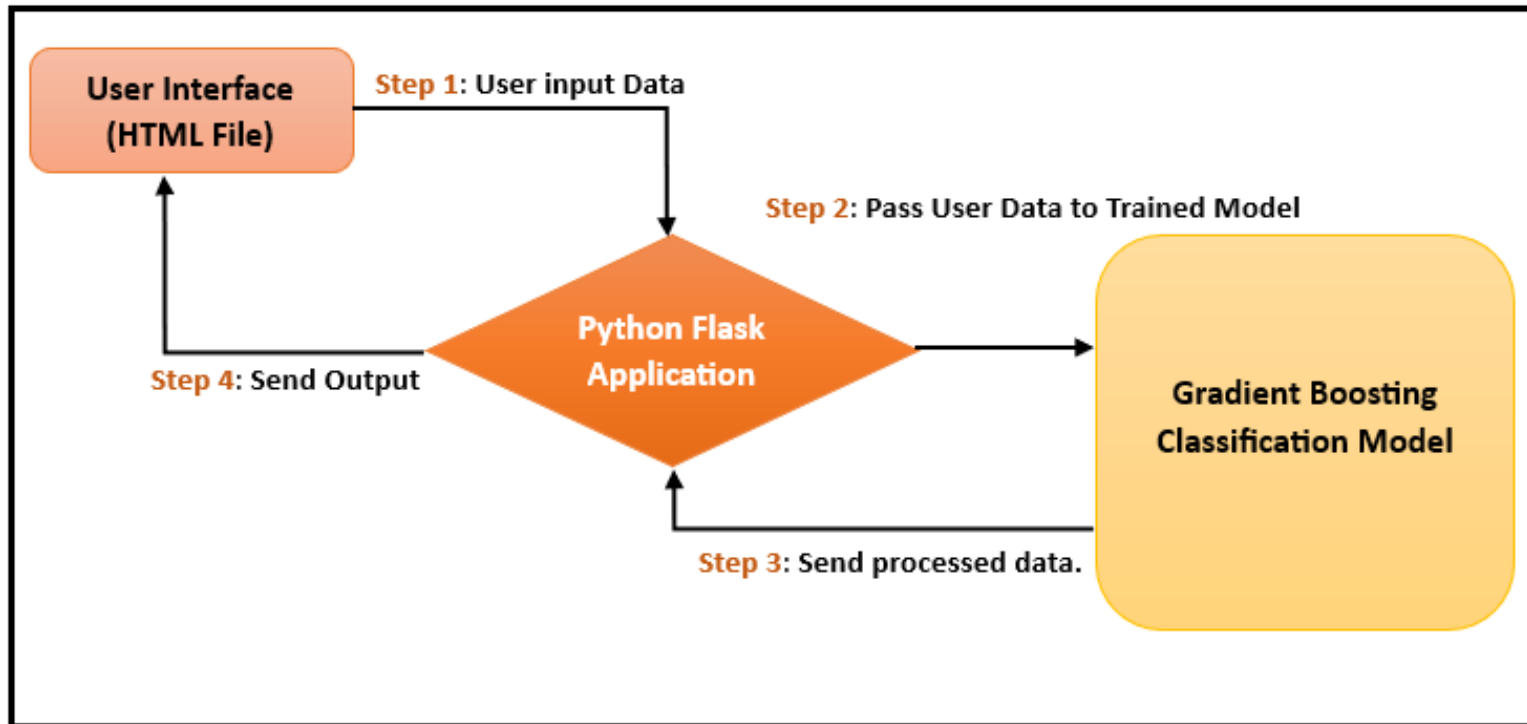 User Interface
(HTML File)
Step 1: User input Data
Step 2: Pass User Data to Trained Model
Python Flask
Application
Step 4: Send Output
Gradient Boosting
Classification Model
Step 3: Send processed data.